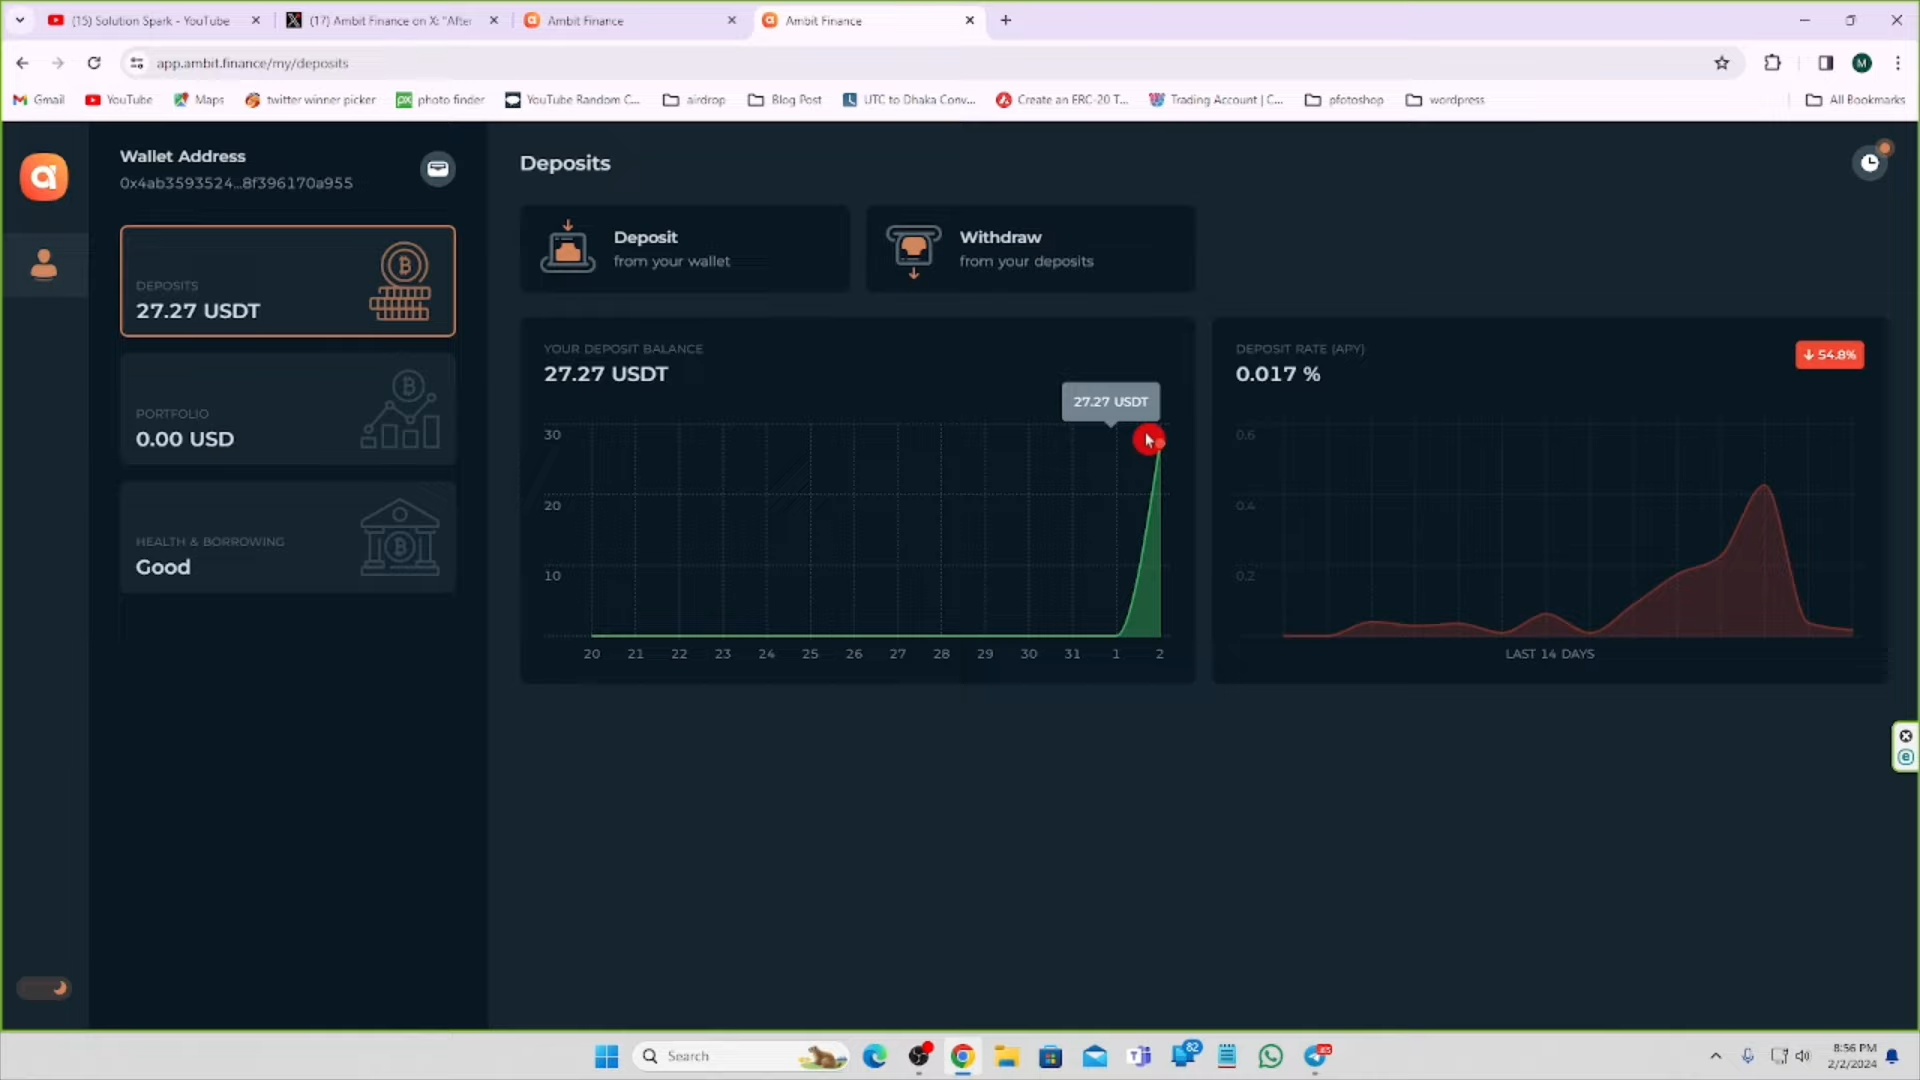 (15) Solution Spark - YouTube
(17) Ambit Finance on X: "After
Ambit Finance
Ambit Finance
app.ambit.finance/my/deposits
M
Gmail
YouTube
Maps
twitter winner picker
px
photo finder
YouTube Random C...
airdrop
Blog Post
UTC to Dhaka Conv...
Create an ERC-20 T...
Trading Account | C...
pfotoshop
wordpress
All Bookmarks
Wallet Address
0x4ab3593524...8f396170a955
DEPOSITS
27.27 USDT
PORTFOLIO
0.00 USD
HEALTH & BORROWING
Good
Deposits
Deposit
from your wallet
Withdraw
from your deposits
YOUR DEPOSIT BALANCE
27.27 USDT
27.27 USDT
30
20
10
20 21 22 23 24 25 26 27 28 29 30 31 1 2
DEPOSIT RATE (APY)
0.017 %
54.8%
0.6
0.4
0.2
LAST 14 DAYS
Search
82
8:56 PM
2/2/2024